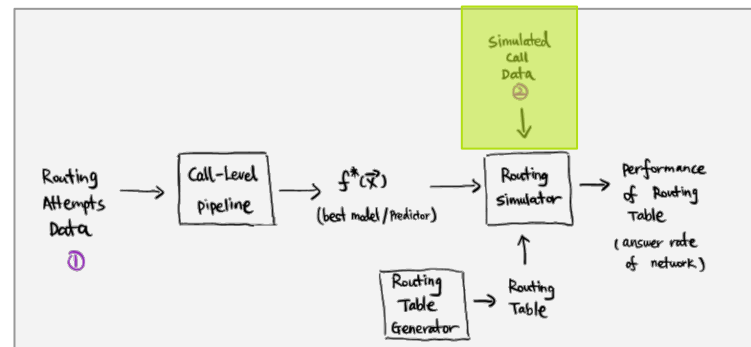 Simulated
Call
Data
②
Routing
Attempts
Data
①
Call-Level
pipeline
f*(x⃗)
(best model/Predictor)
Routing
Simulator
performance
of Routing
Table
(answer rate
of network)
Routing
Table
Generator
Routing
Table